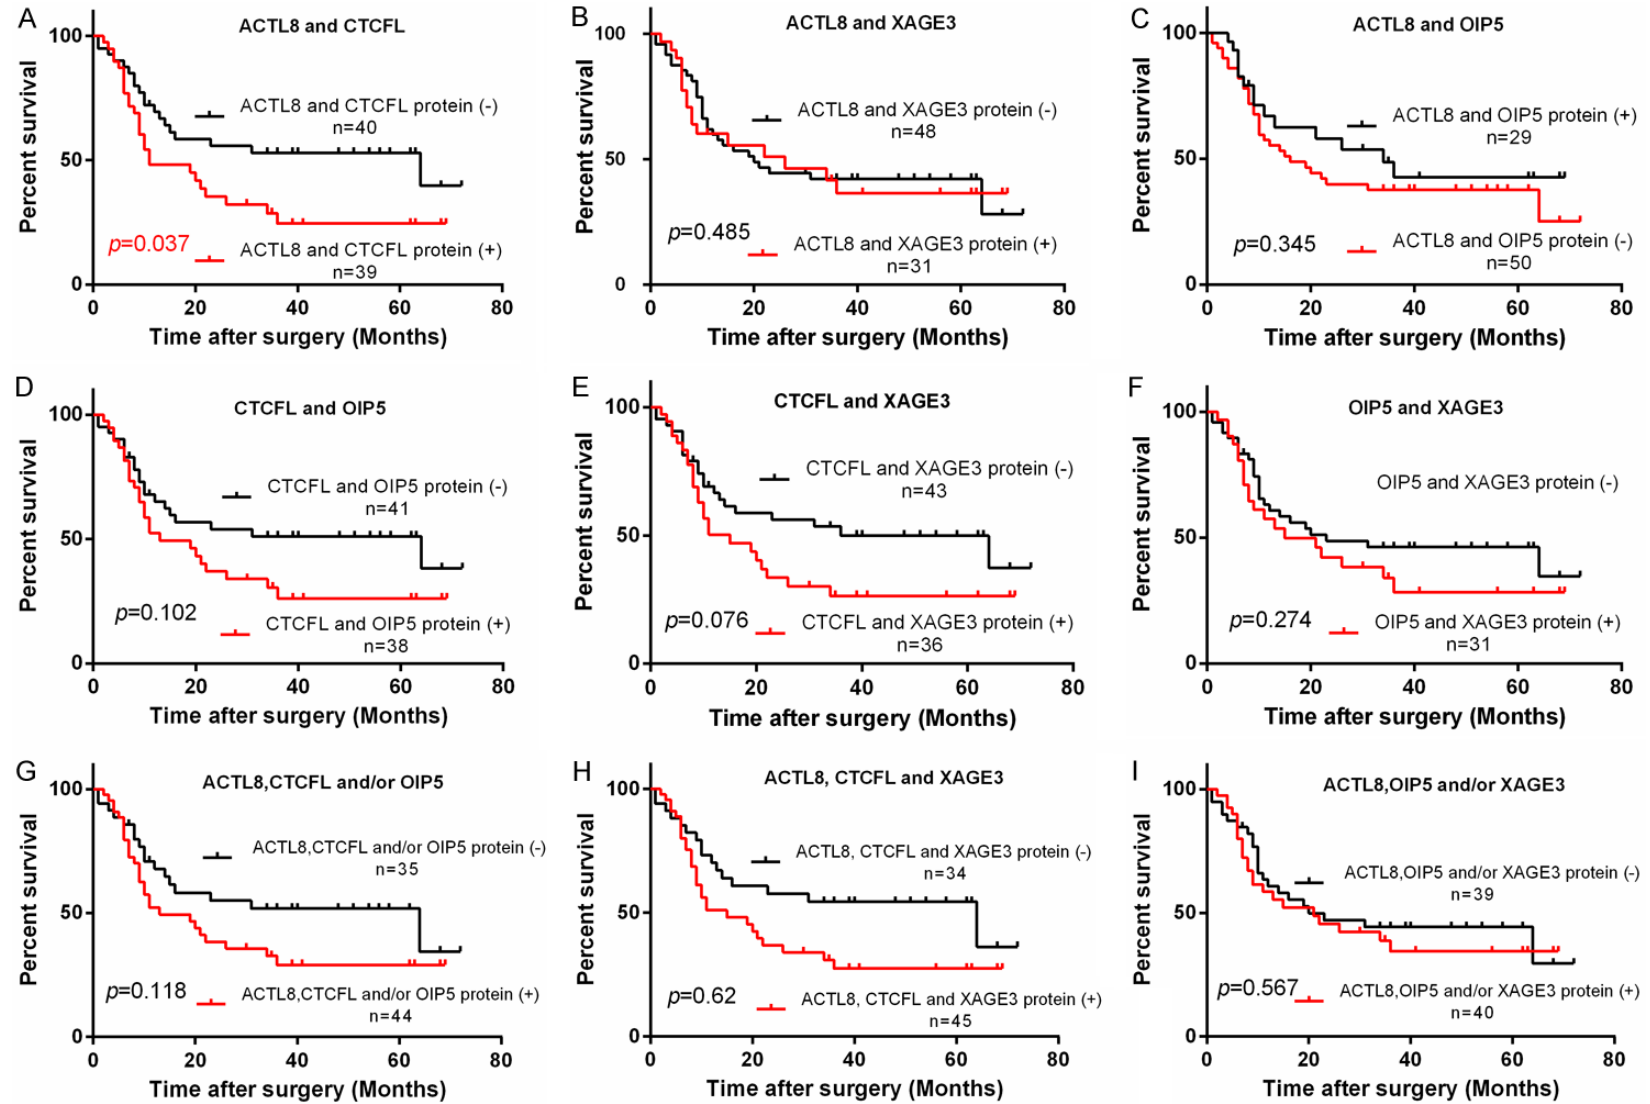 A
ACTL8 and CTCFL
100
50
0
Percent survival
ACTL8 and CTCFL protein (-)
n=40
p=0.037
ACTL8 and CTCFL protein (+)
n=39
0 20 40 60 80
Time after surgery (Months)
B
ACTL8 and XAGE3
100
50
0
Percent survival
ACTL8 and XAGE3 protein (-)
n=48
p=0.485
ACTL8 and XAGE3 protein (+)
n=31
0 20 40 60 80
Time after surgery (Months)
C
ACTL8 and OIP5
100
50
0
Percent survival
ACTL8 and OIP5 protein (+)
n=29
p=0.345
ACTL8 and OIP5 protein (-)
n=50
0 20 40 60 80
Time after surgery (Months)
D
CTCFL and OIP5
100
50
0
Percent survival
CTCFL and OIP5 protein (-)
n=41
p=0.102
CTCFL and OIP5 protein (+)
n=38
0 20 40 60 80
Time after surgery (Months)
E
CTCFL and XAGE3
100
50
0
Percent survival
CTCFL and XAGE3 protein (-)
n=43
p=0.076
CTCFL and XAGE3 protein (+)
n=36
0 20 40 60 80
Time after surgery (Months)
F
OIP5 and XAGE3
100
50
0
Percent survival
OIP5 and XAGE3 protein (-)
p=0.274
OIP5 and XAGE3 protein (+)
n=31
0 20 40 60 80
Time after surgery (Months)
G
ACTL8,CTCFL and/or OIP5
100
50
0
Percent survival
ACTL8,CTCFL and/or OIP5 protein (-)
n=35
p=0.118
ACTL8,CTCFL and/or OIP5 protein (+)
n=44
0 20 40 60 80
Time after surgery (Months)
H
ACTL8, CTCFL and XAGE3
100
50
0
Percent survival
ACTL8, CTCFL and XAGE3 protein (-)
n=34
p=0.62
ACTL8, CTCFL and XAGE3 protein (+)
n=45
0 20 40 60 80
Time after surgery (Months)
I
ACTL8,OIP5 and/or XAGE3
100
50
0
Percent survival
ACTL8,OIP5 and/or XAGE3 protein (-)
n=39
p=0.567
ACTL8,OIP5 and/or XAGE3 protein (+)
n=40
0 20 40 60 80
Time after surgery (Months)